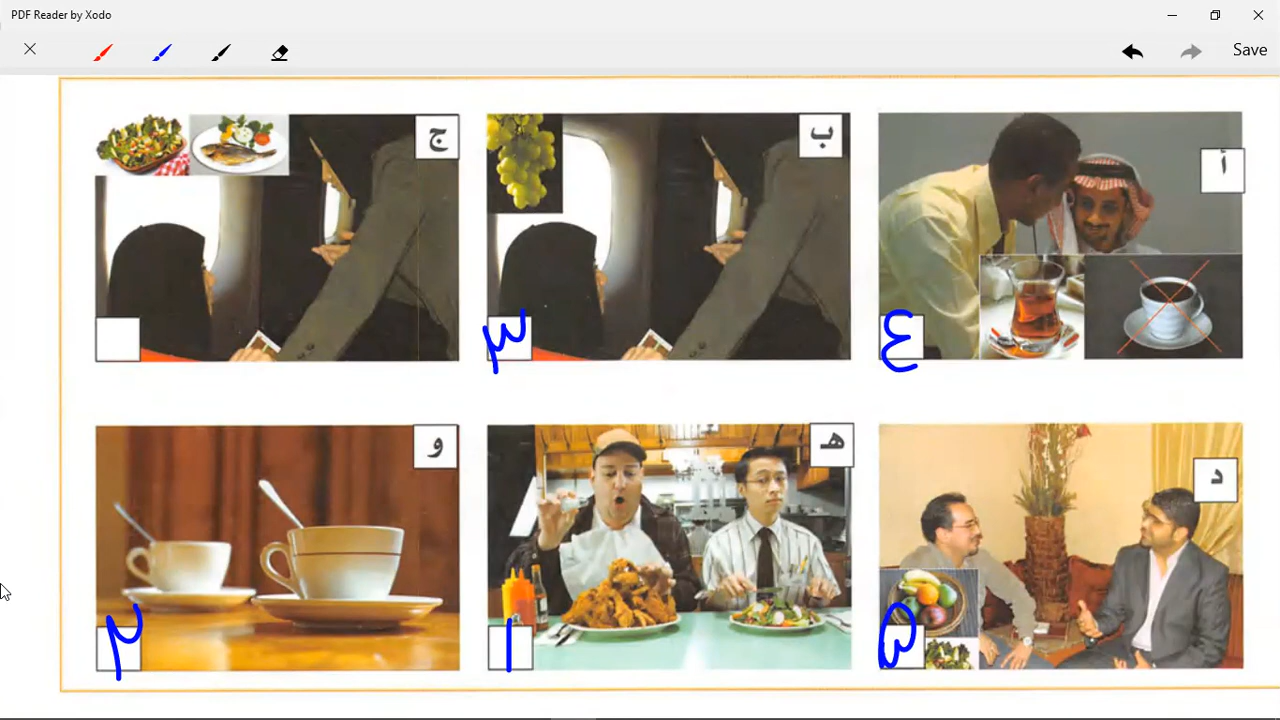 PDF Reader by Xodo
Save
أ
ب
ج
٤
٣
د
هـ
و
٥
١
٢